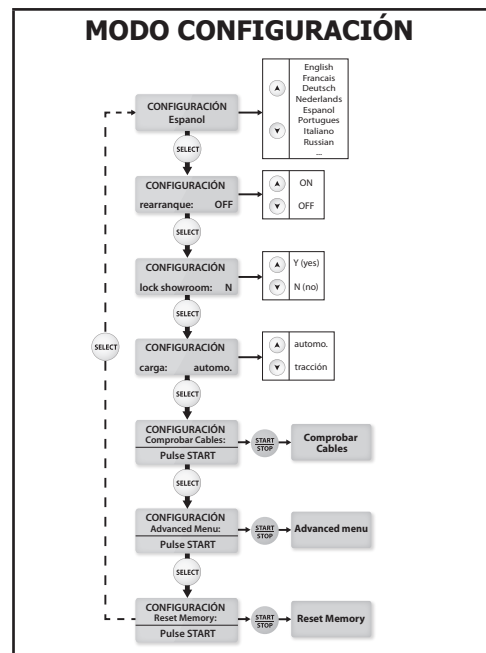 MODO CONFIGURACIÓN
CONFIGURACIÓN
Espanol
English
Francais
Deutsch
Nederlands
Espanol
Portugues
Italiano
Russian
...
SELECT
CONFIGURACIÓN
rearranque: OFF
ON
OFF
SELECT
CONFIGURACIÓN
lock showroom: N
Y (yes)
N (no)
SELECT
SELECT
CONFIGURACIÓN
carga: automo.
automo.
tracción
SELECT
CONFIGURACIÓN
Comprobar Cables:
Pulse START
START
STOP
Comprobar
Cables
SELECT
CONFIGURACIÓN
Advanced Menu:
Pulse START
START
STOP
Advanced menu
SELECT
CONFIGURACIÓN
Reset Memory:
Pulse START
START
STOP
Reset Memory